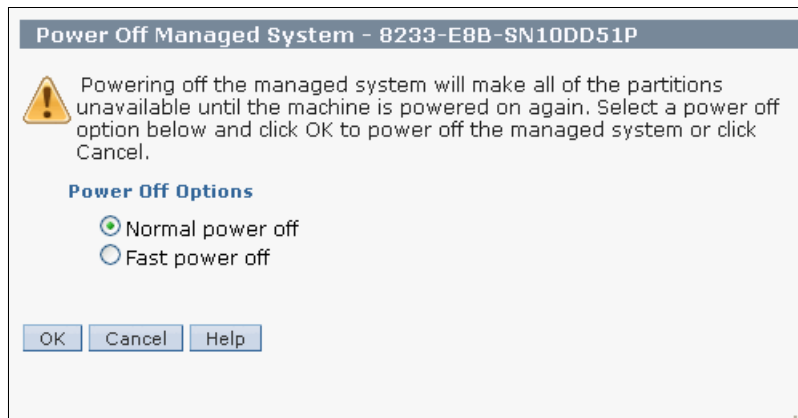 Power Off Managed System - 8233-E8B-SN10DD51P
Powering off the managed system will make all of the partitions
unavailable until the machine is powered on again. Select a power off
option below and click OK to power off the managed system or click
Cancel.
Power Off Options
Normal power off
Fast power off
OK Cancel Help